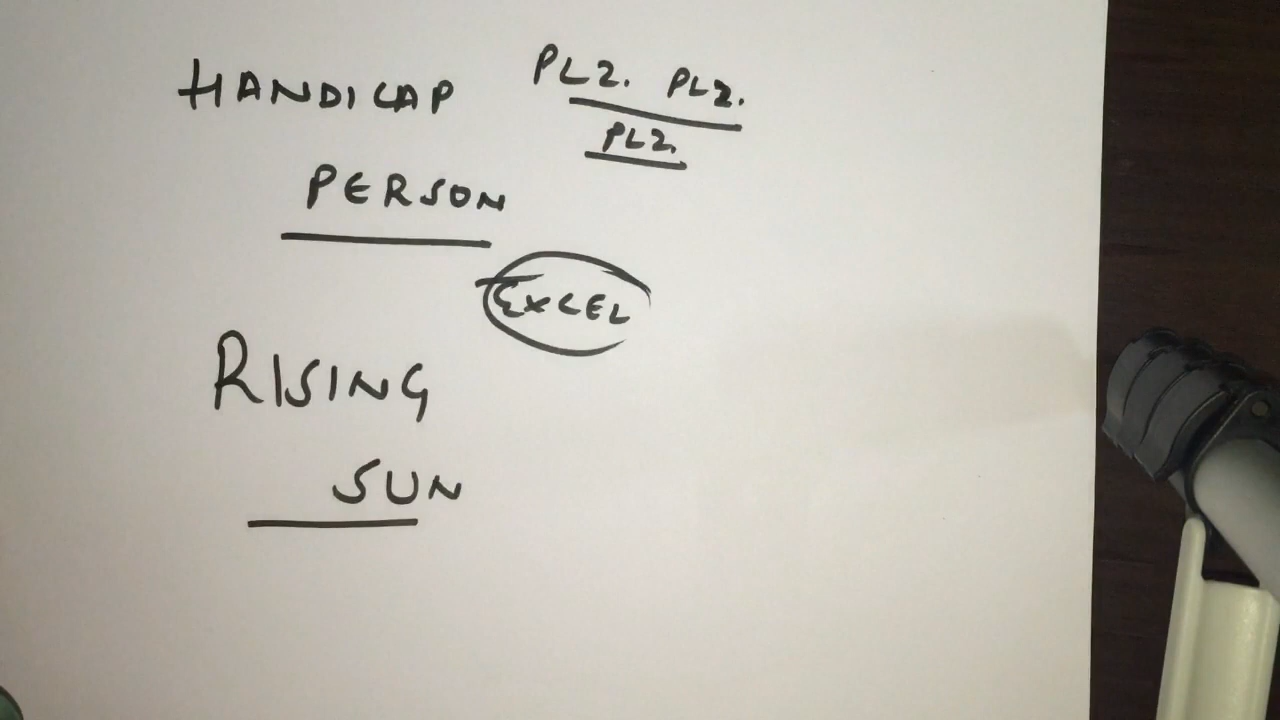 HANDICAP PLZ. PLZ.
PLZ.
PERSON
EXCEL
RISING
SUN